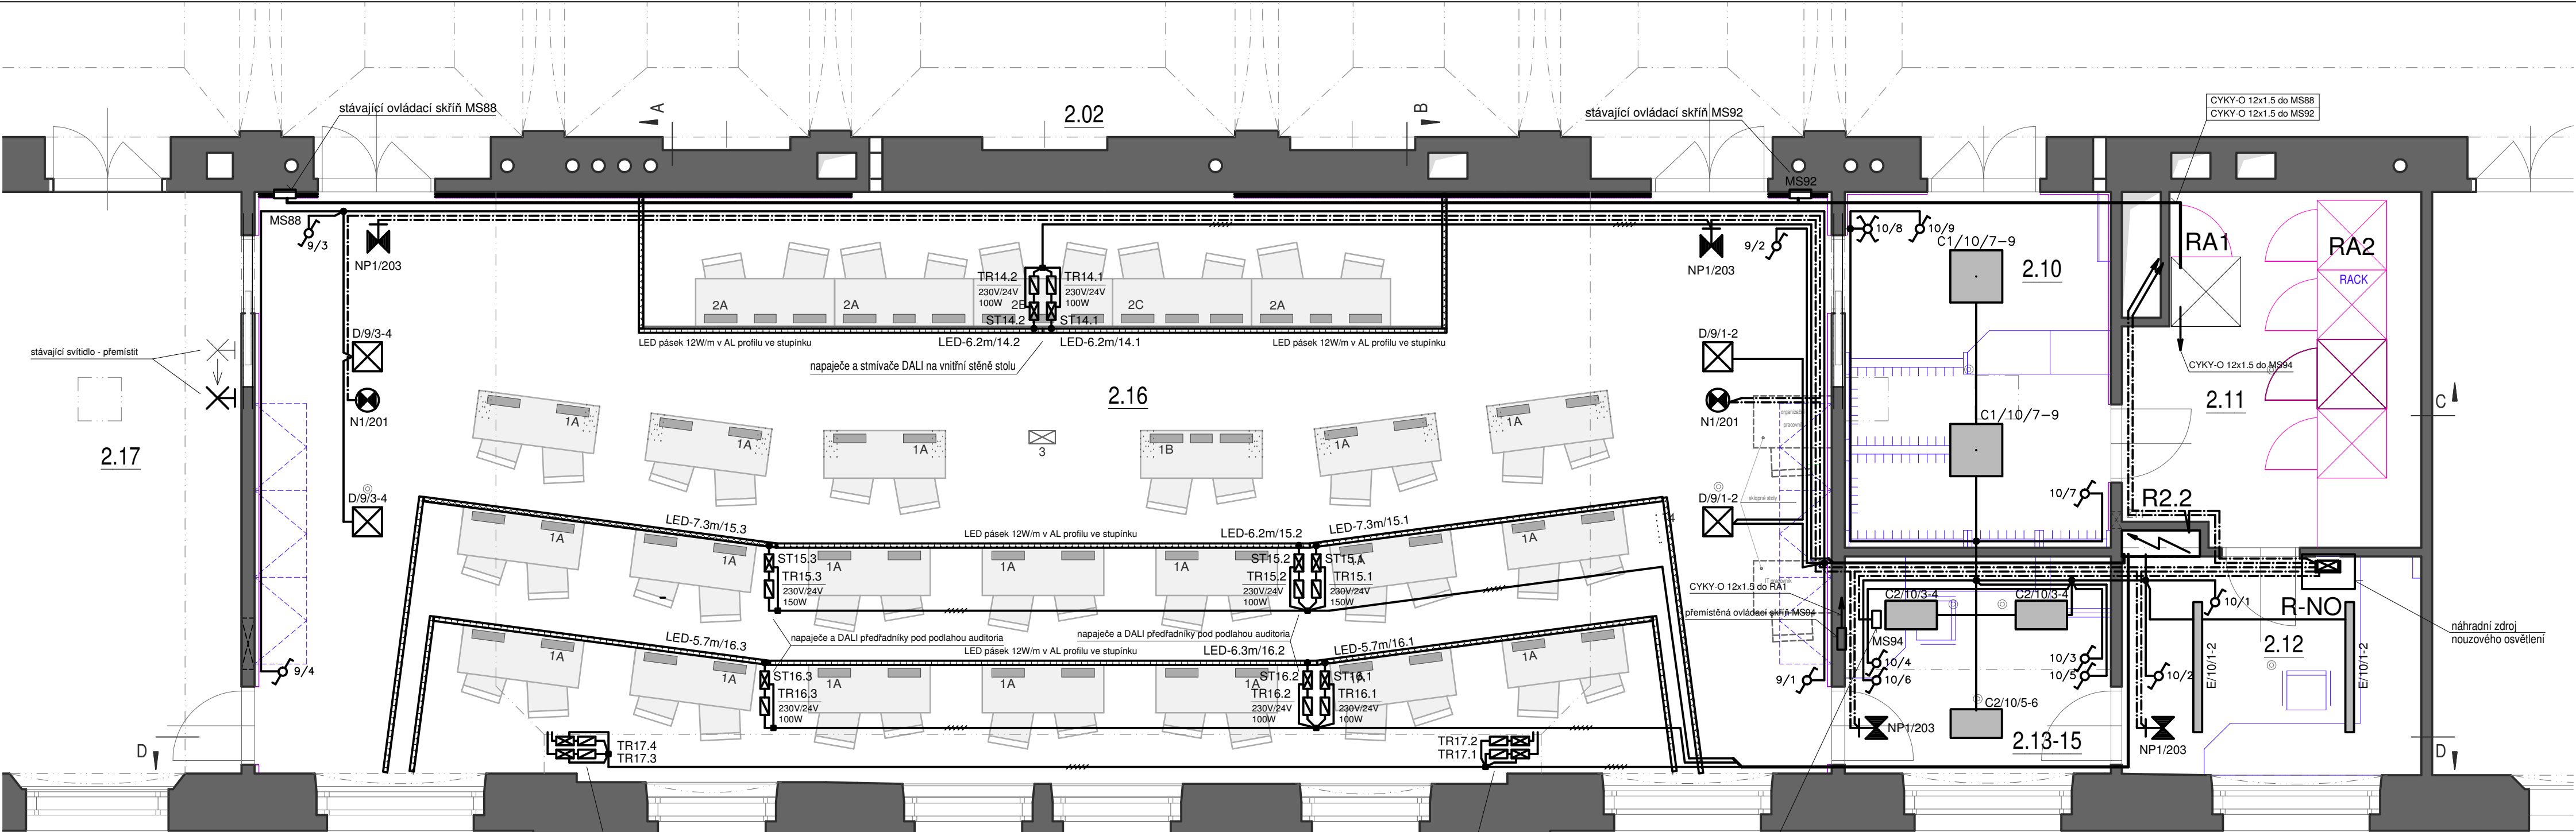 CYKY-O 12x1.5 do MS88
CYKY-O 12x1.5 do MS92
stávající ovládací skříň MS88
A
2.02
B
stávající ovládací skříň MS92
MS92
MS88
9/3
NP1/203
NP1/203
9/2
10/8
10/9
C1/10/7-9
2.10
RA1
RA2
RACK
TR14.2
230V/24V
100W
TR14.1
230V/24V
100W
2A
2A
2B
2C
2A
ST14.2
ST14.1
LED pásek 12W/m v AL profilu ve stupínku
LED-6.2m/14.2
LED-6.2m/14.1
LED pásek 12W/m v AL profilu ve stupínku
napaječe a stmívače DALI na vnitřní stěně stolu
D/9/3-4
D/9/1-2
stávající svítidlo - přemístit
CYKY-O 12x1.5 do MS94
2.16
2.11
C
N1/201
N1/201
organizační
pracovník
C1/10/7-9
1A
1A
1A
1B
1A
1A
3
2.17
D/9/3-4
D/9/1-2
sklopné stoly
10/7
R2.2
LED-7.3m/15.3
LED pásek 12W/m v AL profilu ve stupínku
LED-6.2m/15.2
LED-7.3m/15.1
1A
1A
1A
1A
1A
1A
1A
ST15.3
TR15.3
230V/24V
150W
ST15.2
TR15.2
230V/24V
100W
ST15.1
TR15.1
230V/24V
150W
IT pracovník
CYKY-O 12x1.5 do RA1
přemístěná ovládací skříň MS94
C2/10/3-4
C2/10/3-4
10/1
R-NO
náhradní zdroj
nouzového osvětlení
napaječe a DALI předřadníky pod podlahou auditoria
napaječe a DALI předřadníky pod podlahou auditoria
LED-5.7m/16.3
LED pásek 12W/m v AL profilu ve stupínku
LED-6.3m/16.2
LED-5.7m/16.1
MS94
2.12
1A
1A
1A
1A
1A
1A
1A
ST16.3
TR16.3
230V/24V
100W
ST16.2
TR16.2
230V/24V
100W
ST16.1
TR16.1
230V/24V
100W
9/4
9/1
10/4
10/6
10/3
10/5
10/2
E/10/1-2
E/10/1-2
C2/10/5-6
NP1/203
2.13-15
NP1/203
D
D
TR17.4
TR17.3
TR17.2
TR17.1